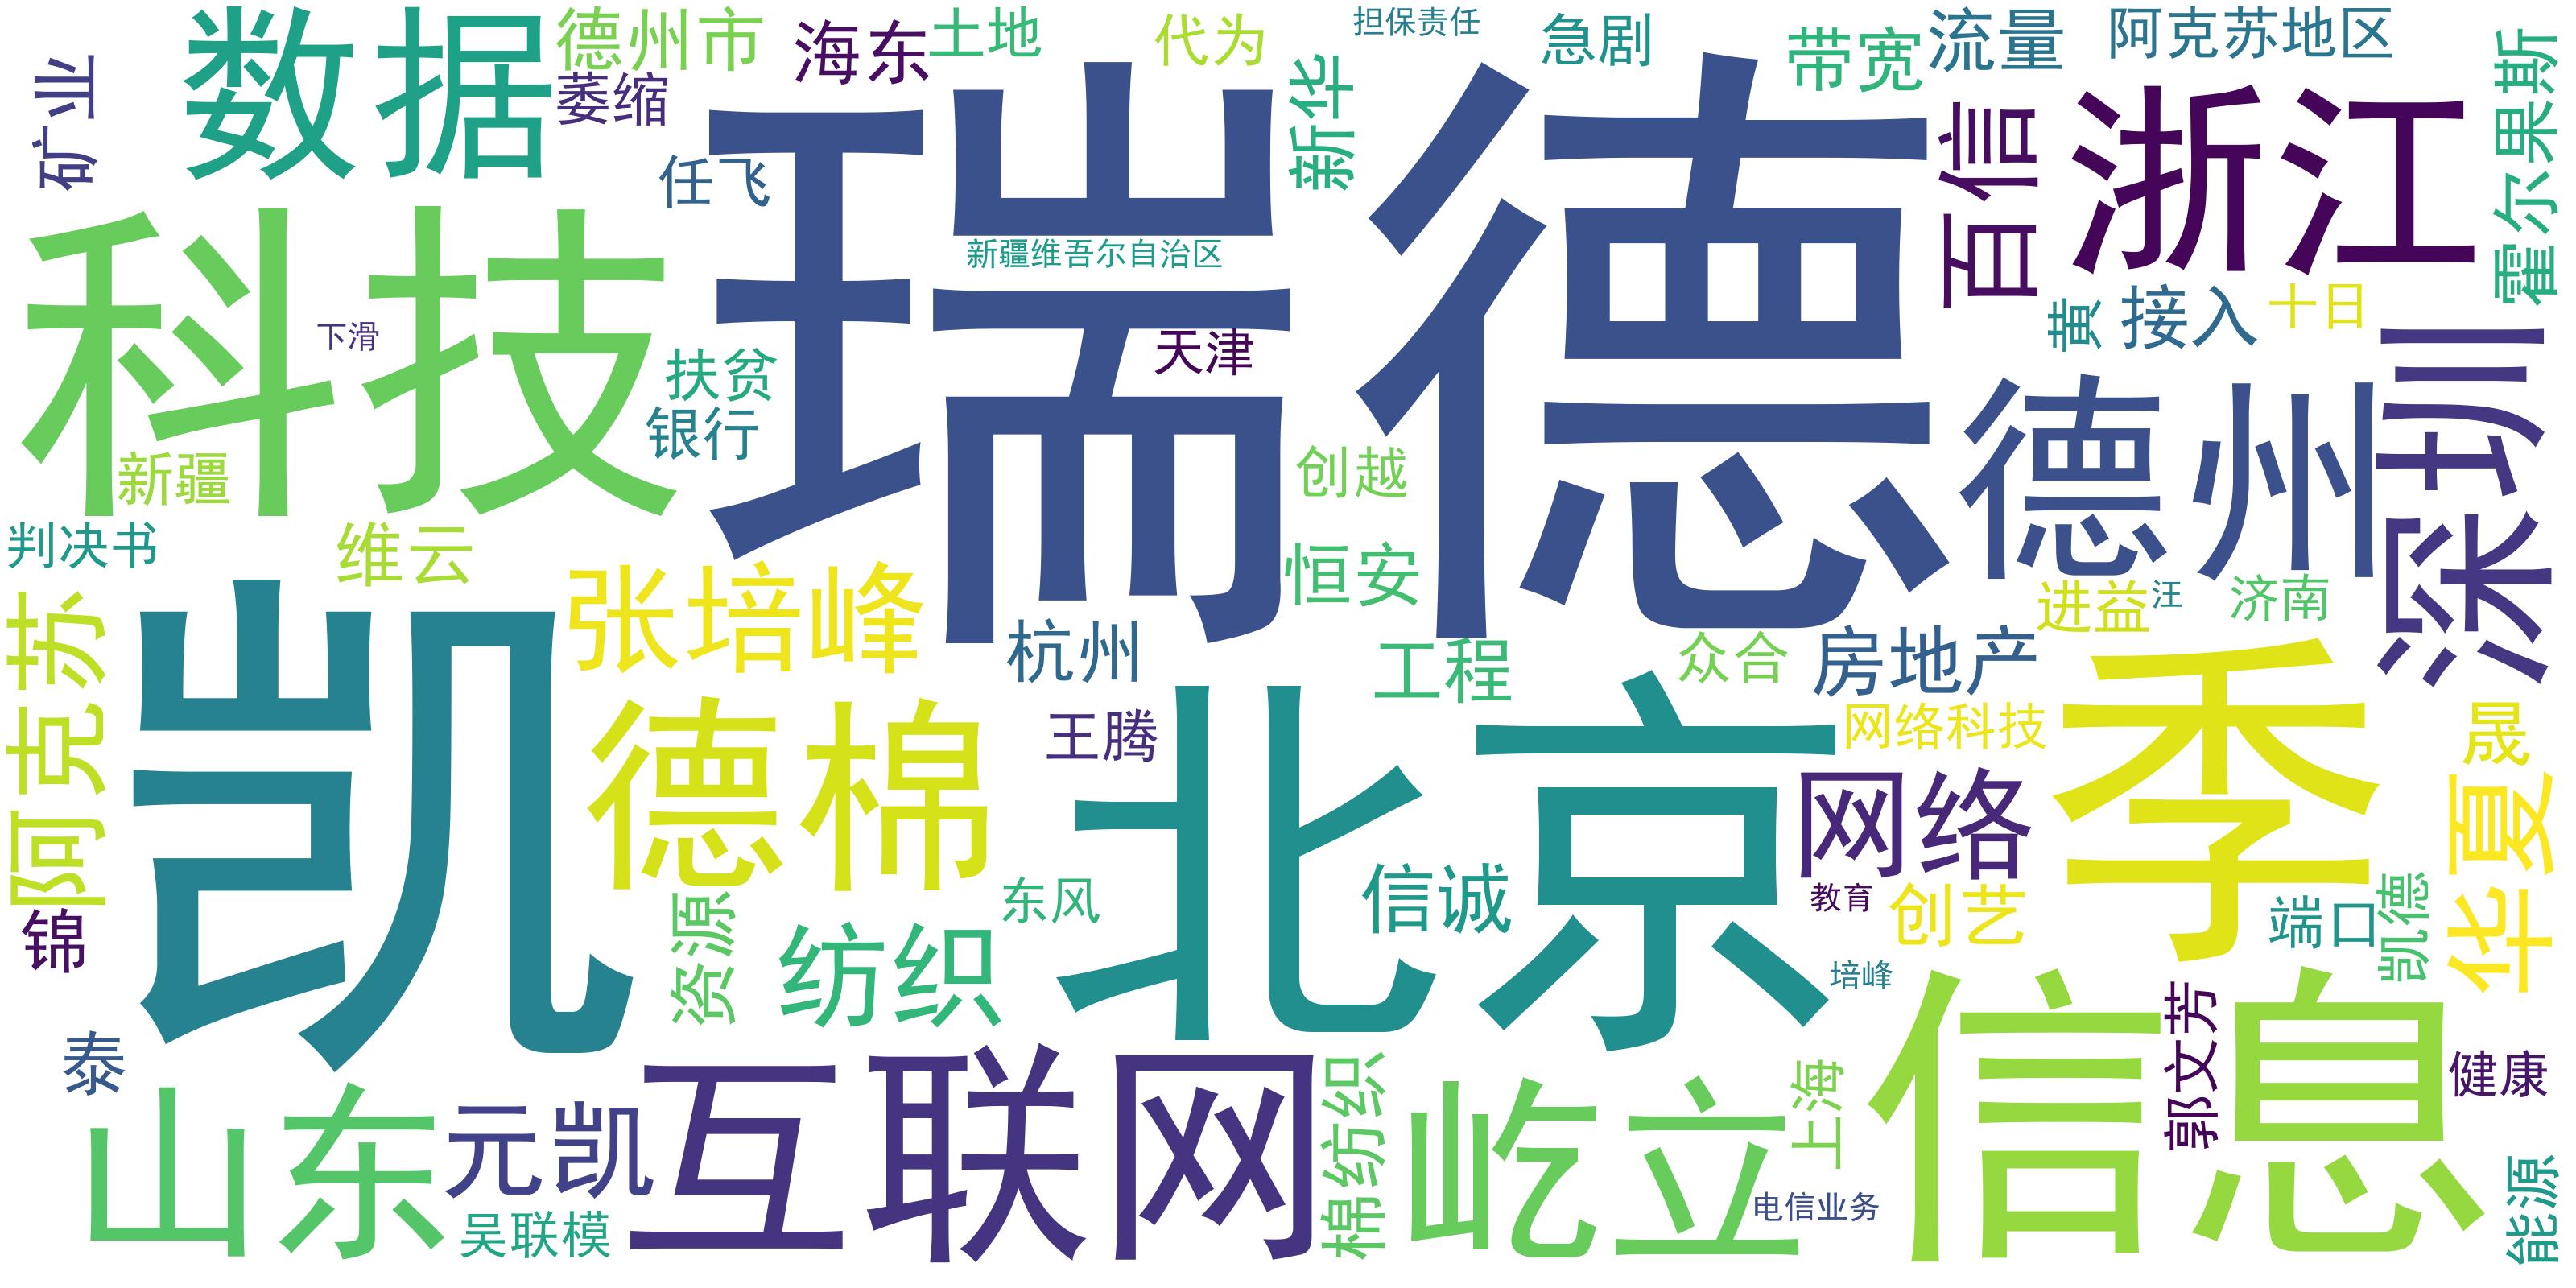 矿业
数据
德州市
萎缩
海东
土地
代为
担保责任
急剧
带宽
流量
阿克苏地区
霍尔果斯
新华
百信
浙江
任飞
瑞德
新疆维吾尔自治区
科技
下滑
扶贫
银行
天津
黄
接入
十日
深圳
新疆
创越
德州
判决书
维云
恒安
进益
汪
济南
阿克苏
凯
张培峰
杭州
工程
众合
房地产
季
德棉
王腾
北京
网络科技
晟
网络
华夏
锦
资源
东风
信诚
教育
创艺
端口
凯德
纺织
培峰
信息
郭文芳
泰
山东
元凯
互联网
棉纺织
屹立
上海
健康
吴联模
电信业务
能源